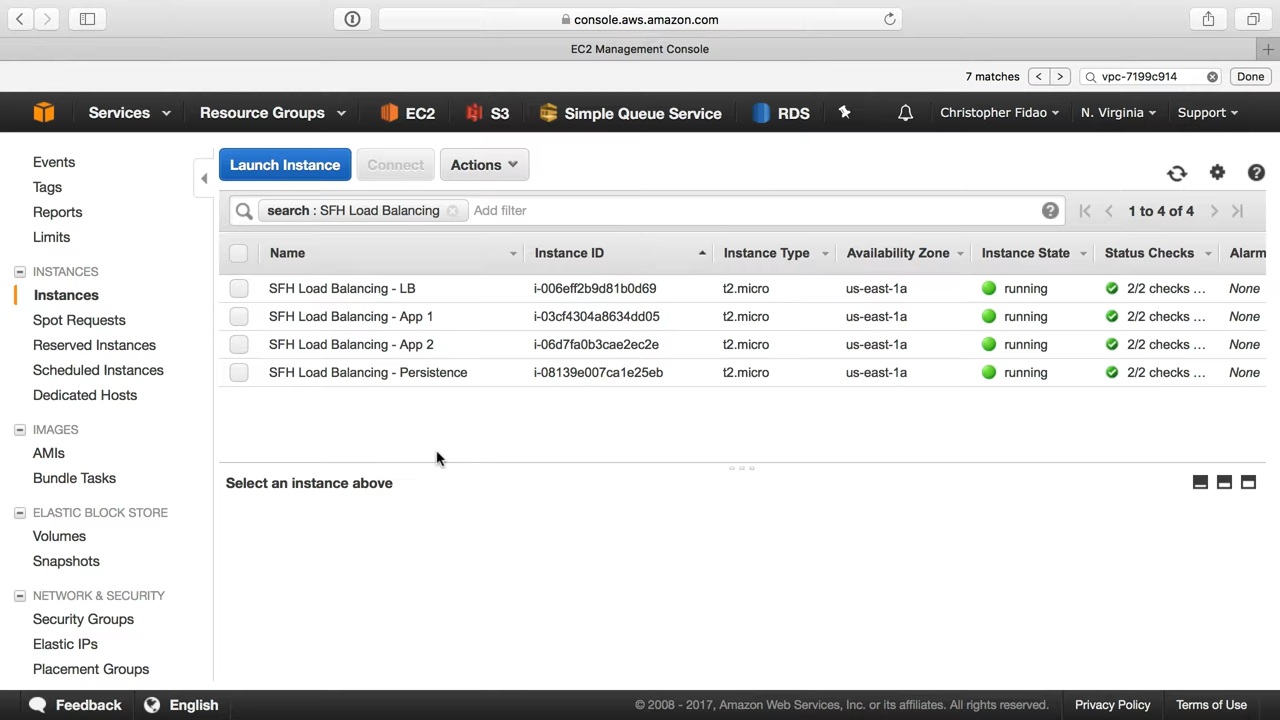 console.aws.amazon.com
EC2 Management Console
7 matches
vpc-7199c914
Done
Services
Resource Groups
EC2
S3
Simple Queue Service
RDS
Christopher Fidao
N. Virginia
Support
Events
Tags
Reports
Limits
INSTANCES
Instances
Spot Requests
Reserved Instances
Scheduled Instances
Dedicated Hosts
IMAGES
AMIs
Bundle Tasks
ELASTIC BLOCK STORE
Volumes
Snapshots
NETWORK & SECURITY
Security Groups
Elastic IPs
Placement Groups
Launch Instance
Connect
Actions
search : SFH Load Balancing
Add filter
1 to 4 of 4
Name Instance ID Instance Type Availability Zone Instance State Status Checks Alarm
SFH Load Balancing - LB i-006eff2b9d81b0d69 t2.micro us-east-1a running 2/2 checks ... None
SFH Load Balancing - App 1 i-03cf4304a8634dd05 t2.micro us-east-1a running 2/2 checks ... None
SFH Load Balancing - App 2 i-06d7fa0b3cae2ec2e t2.micro us-east-1a running 2/2 checks ... None
SFH Load Balancing - Persistence i-08139e007ca1e25eb t2.micro us-east-1a running 2/2 checks ... None
Select an instance above
Feedback
English
© 2008 - 2017, Amazon Web Services, Inc. or its affiliates. All rights reserved.
Privacy Policy
Terms of Use